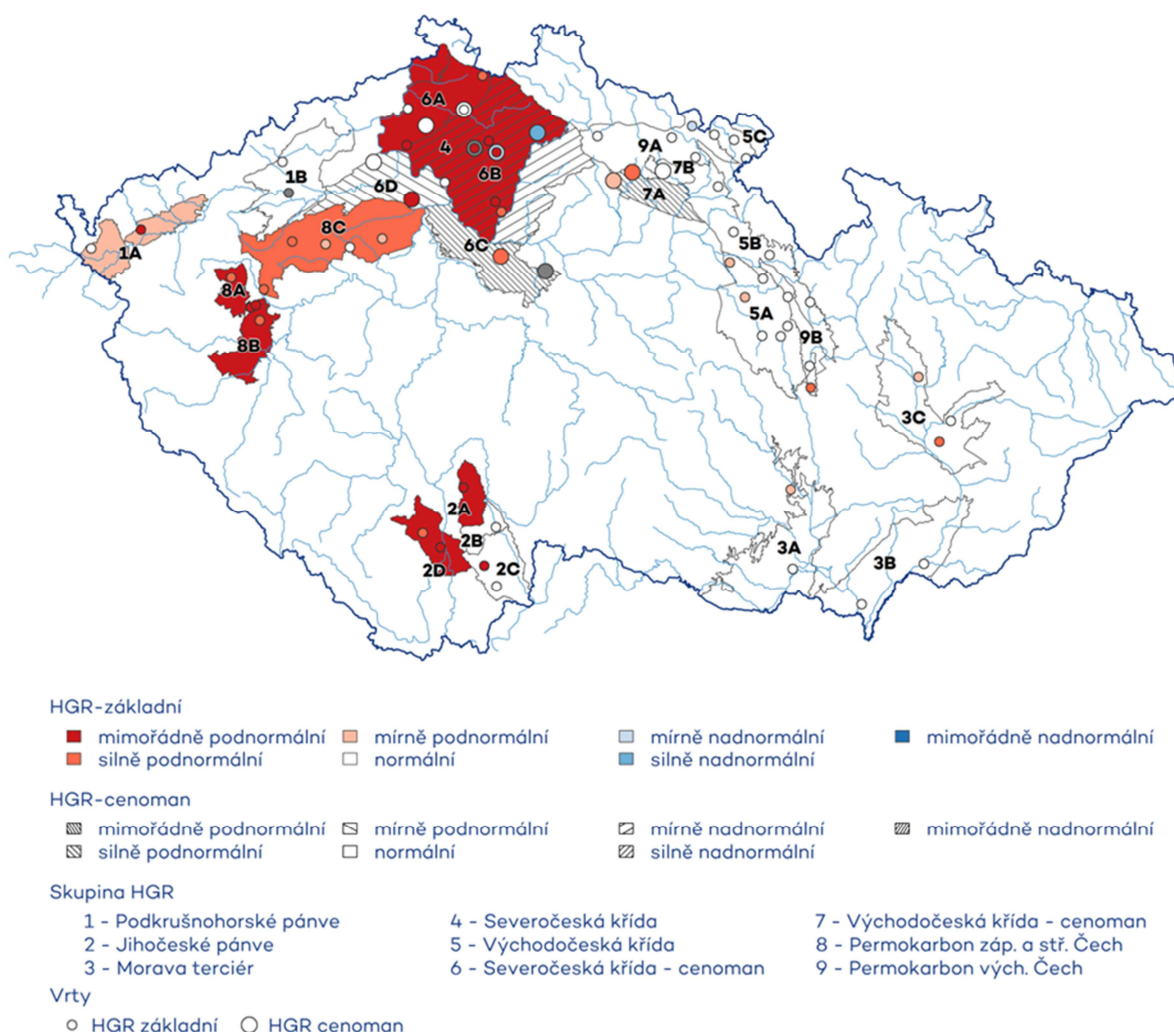 6A
4
6B
5C
9A
7B
7A
1B
6D
8C
6C
1A
8A
8B
5B
5A
9B
3C
2A
2B
2C
2D
3A
3B
HGR-základní
mimořádně podnormální mírně podnormální mírně nadnormální mimořádně nadnormální
silně podnormální normální silně nadnormální
HGR-cenoman
mimořádně podnormální mírně podnormální mírně nadnormální mimořádně nadnormální
silně podnormální normální silně nadnormální
Skupina HGR
1 - Podkrušnohorské pánve 4 - Severočeská křída 7 - Východočeská křída - cenoman
2 - Jihočeské pánve 5 - Východočeská křída 8 - Permokarbon záp. a stř. Čech
3 - Morava terciér 6 - Severočeská křída - cenoman 9 - Permokarbon vých. Čech
Vrty
HGR základní HGR cenoman